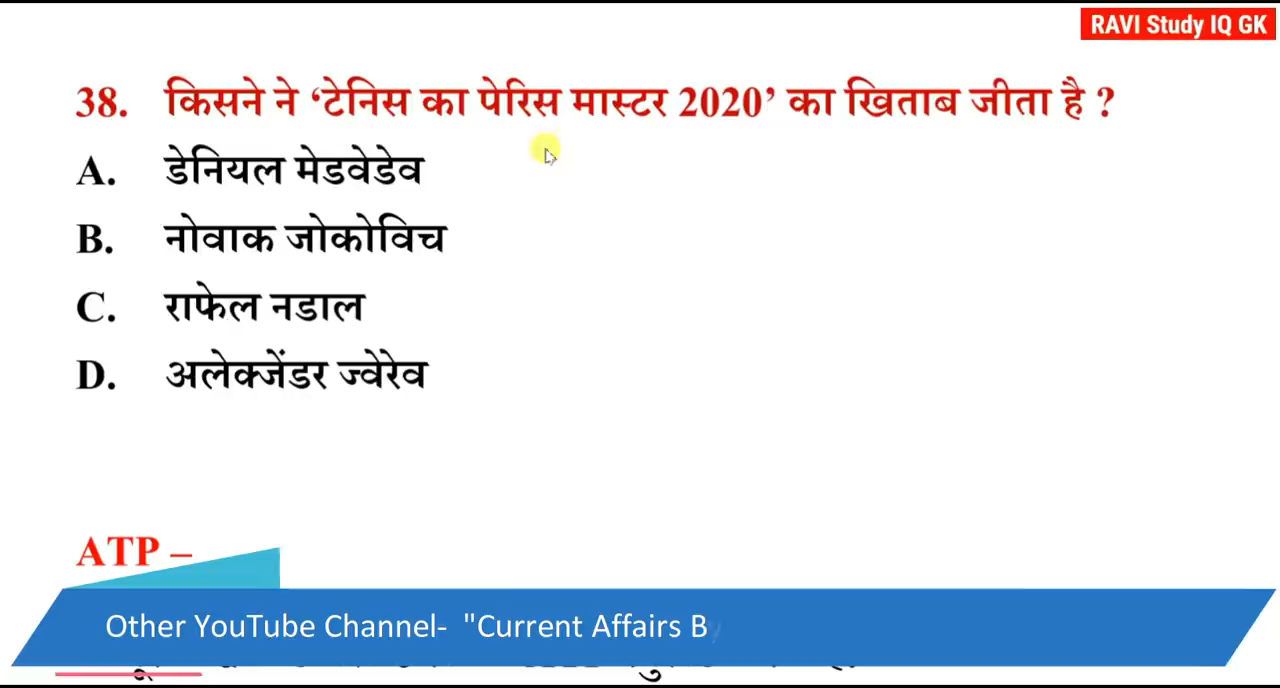 RAVI Study IQ GK
38. किसने ने ‘टेनिस का पेरिस मास्टर 2020’ का खिताब जीता है ?
A. डेनियल मेडवेडेव
B. नोवाक जोकोविच
C. राफेल नडाल
D. अलेक्जेंडर ज्वेरेव
ATP –
Other YouTube Channel- "Current Affairs B